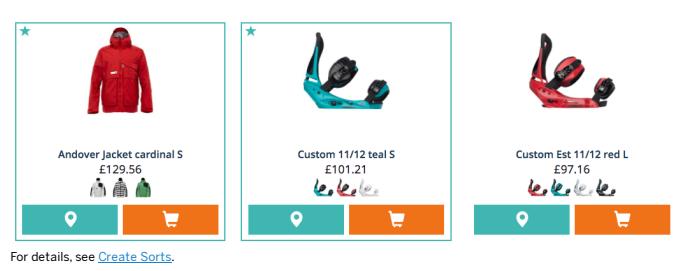 Andover Jacket cardinal S
£129.56
Custom 11/12 teal S
£101.21
Custom Est 11/12 red L
£97.16
For details, see Create Sorts.